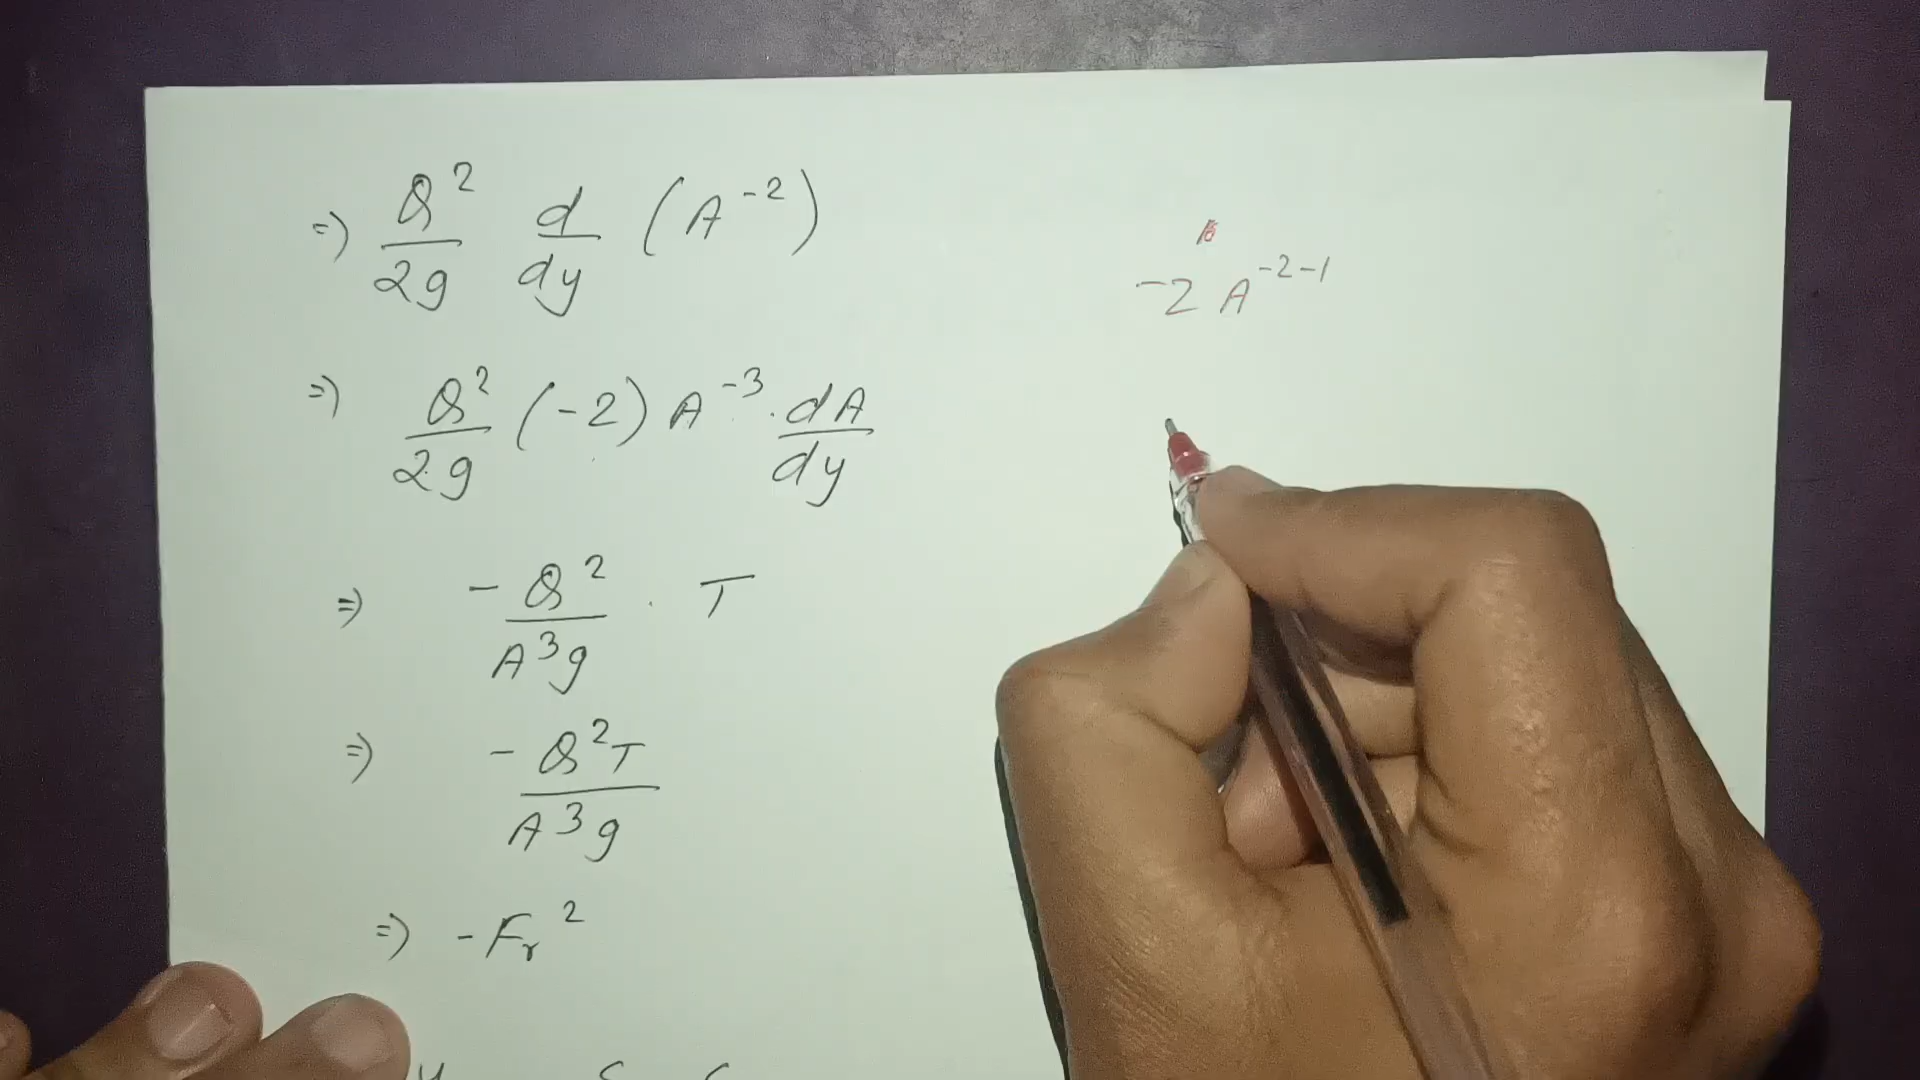 =) Q²/2g d/dy (A⁻²)
-2 A⁻²⁻¹
=) Q²/2g (-2) A⁻³ . dA/dy
=) -Q²/A³g . T
=) -Q²T/A³g
=) -Fr²